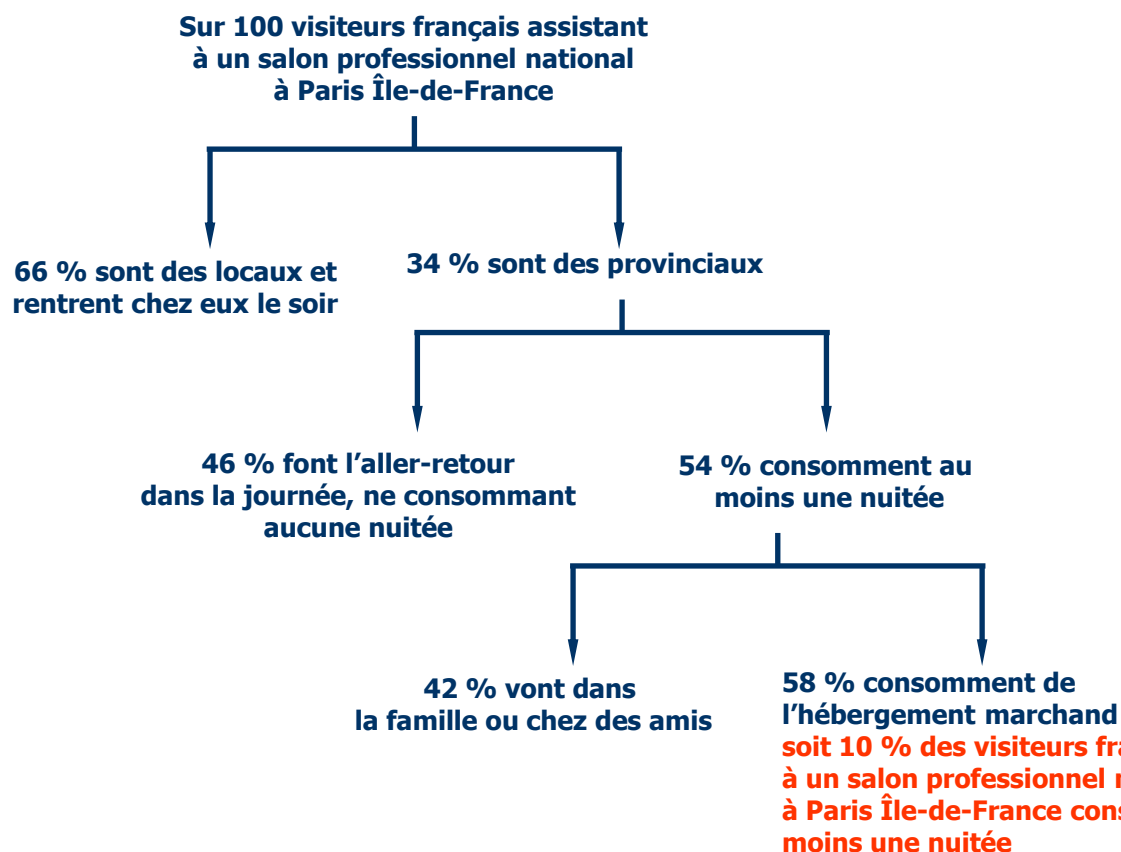 Sur 100 visiteurs français assistant
à un salon professionnel national
à Paris Île-de-France
66 % sont des locaux et
rentrent chez eux le soir
34 % sont des provinciaux
46 % font l’aller-retour
dans la journée, ne consommant
aucune nuitée
54 % consomment au
moins une nuitée
42 % vont dans
la famille ou chez des amis
58 % consomment de
l’hébergement marchand
soit 10 % des visiteurs
à un salon professionnel
à Paris Île-de-France
moins une nuitée